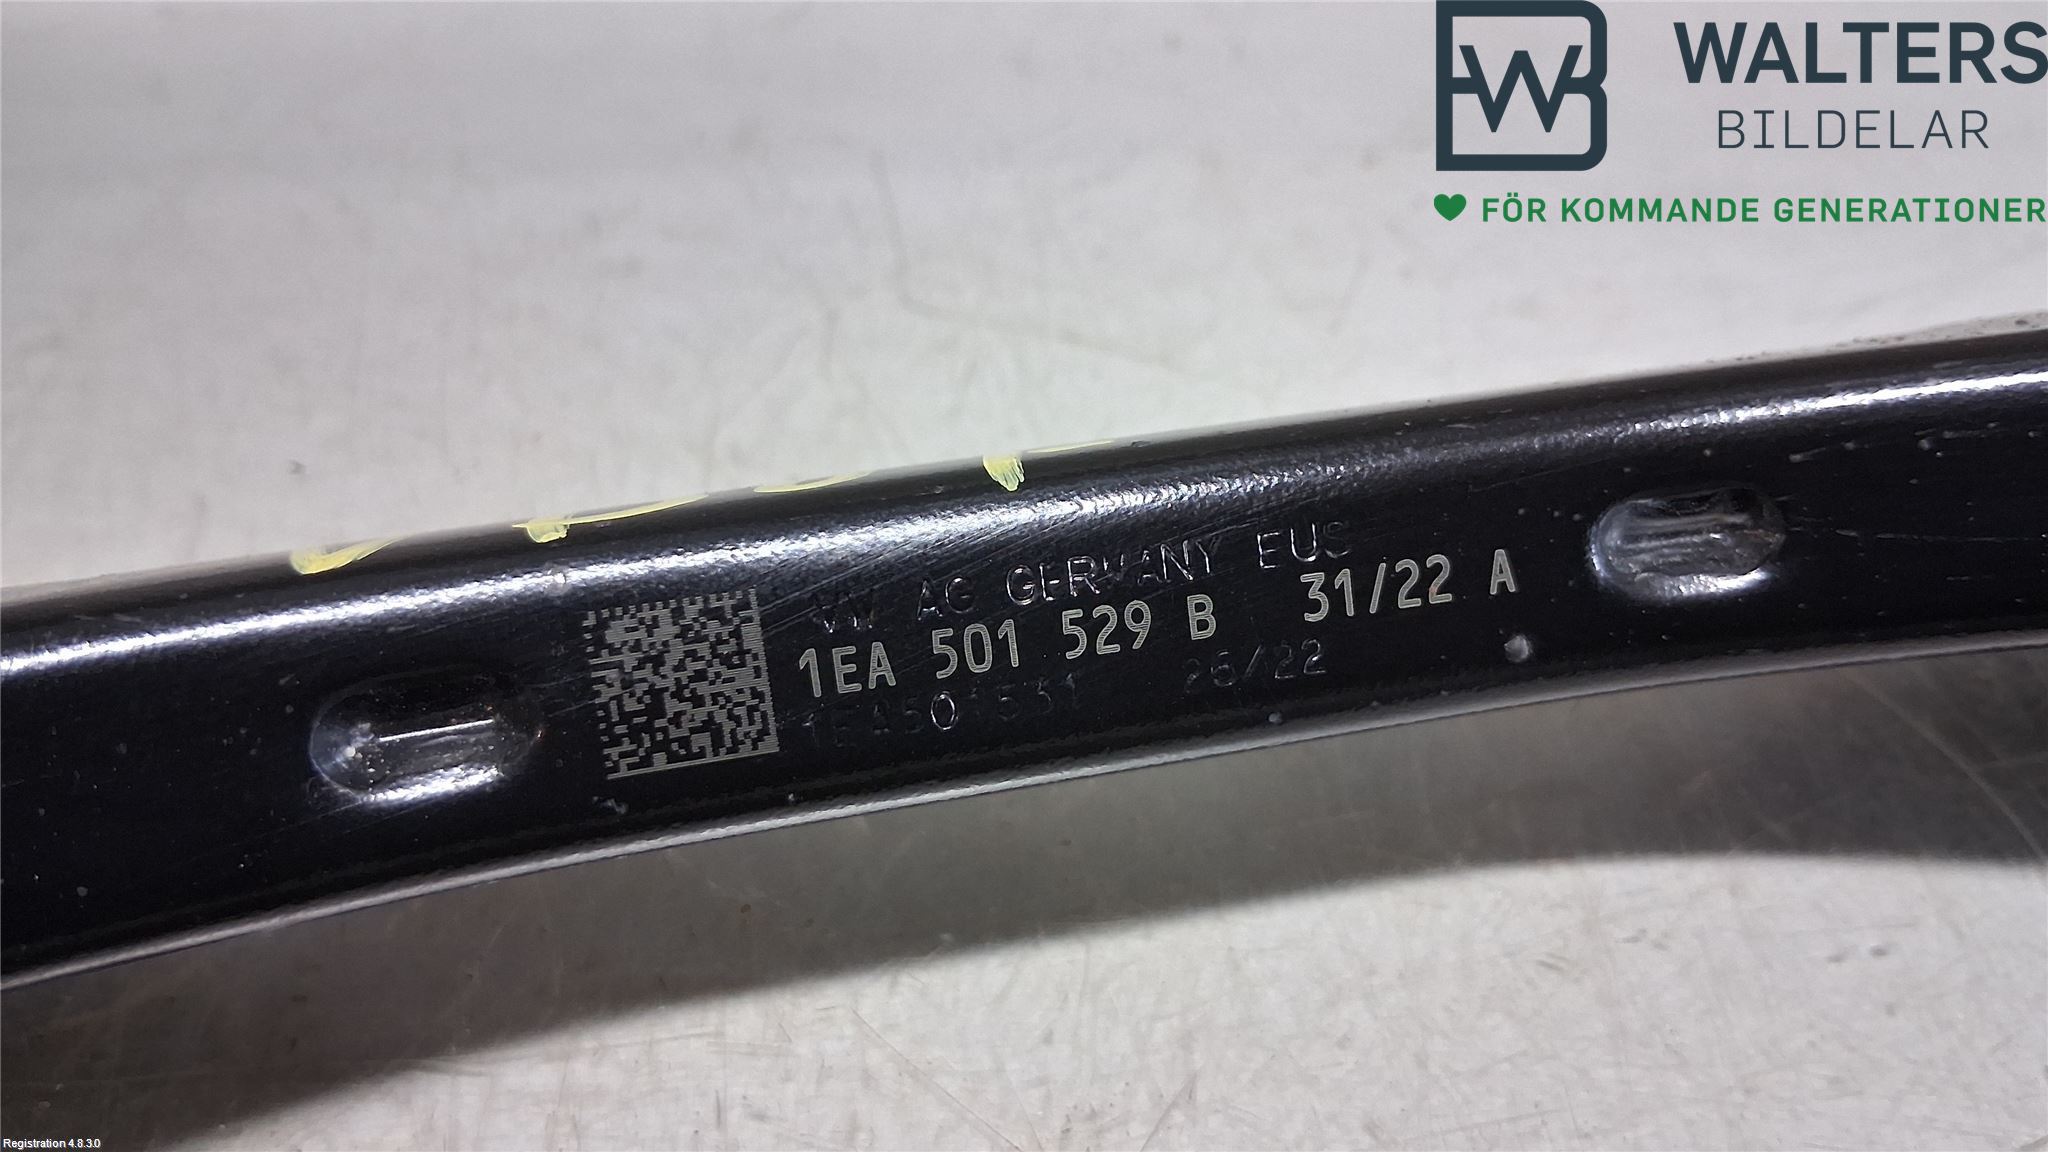 WALTERS
BILDELAR
FÖR KOMMANDE GENERATIONER
VW AG GERMANY EUS
1EA 501 529 B 31/22 A
1EA501531 26/22
Registration 4.8.3.0